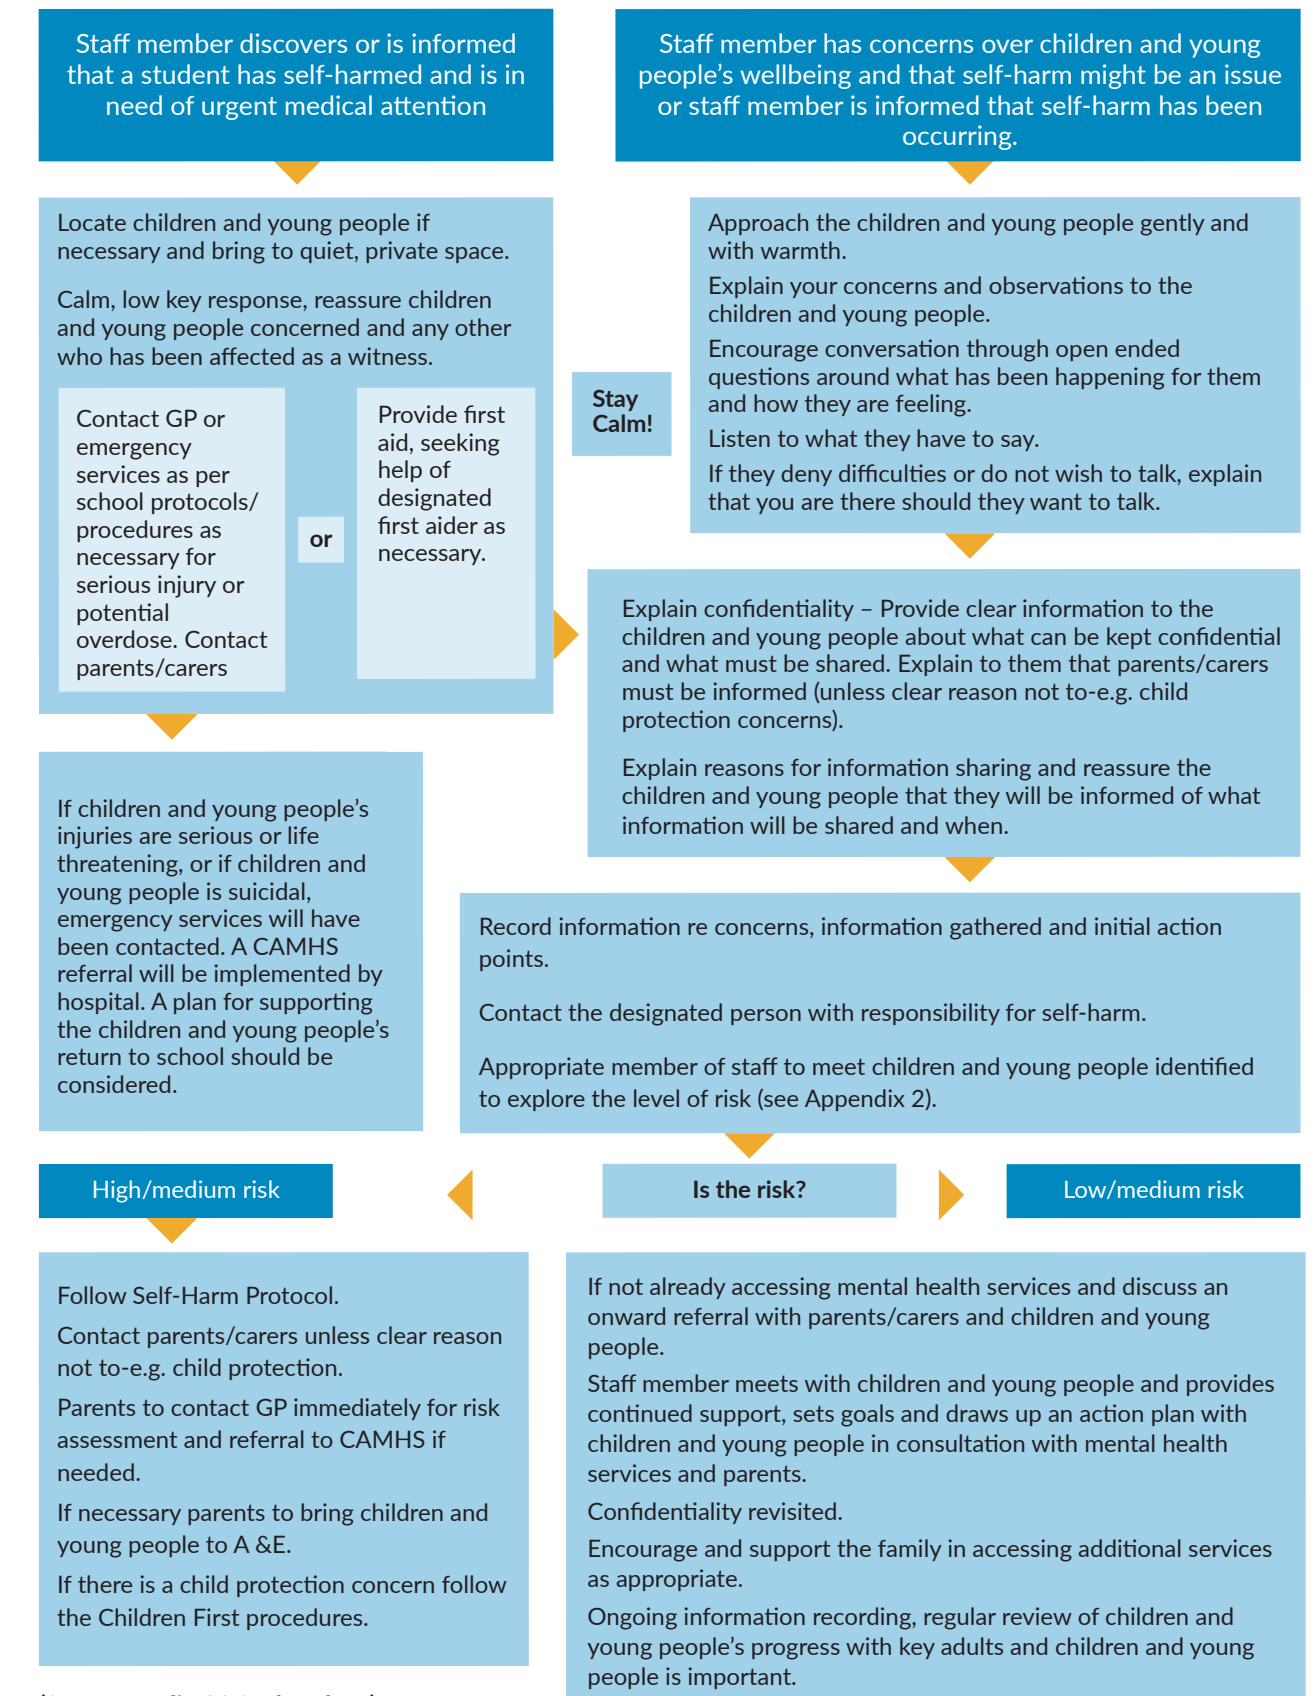 Staff member discovers or is informed
that a student has self-harmed and is in
need of urgent medical attention
Staff member has concerns over children and young
people's wellbeing and that self-harm might be an issue
or staff member is informed that self-harm has been
occurring.
Locate children and young people if
necessary and bring to quiet, private space.
Calm, low key response, reassure children
and young people concerned and any other
who has been affected as a witness.
Contact GP or
emergency
services as per
school protocols/
procedures as
necessary for
serious injury or
potential
overdose. Contact
parents/carers
or
Provide first
aid, seeking
help of
designated
first aider as
necessary.
Stay
Calm!
Approach the children and young people gently and
with warmth.
Explain your concerns and observations to the
children and young people.
Encourage conversation through open ended
questions around what has been happening for them
and how they are feeling.
Listen to what they have to say.
If they deny difficulties or do not wish to talk, explain
that you are there should they want to talk.
Explain confidentiality – Provide clear information to the
children and young people about what can be kept confidential
and what must be shared. Explain to them that parents/carers
must be informed (unless clear reason not to-e.g. child
protection concerns).
Explain reasons for information sharing and reassure the
children and young people that they will be informed of what
information will be shared and when.
If children and young people's
injuries are serious or life
threatening, or if children and
young people is suicidal,
emergency services will have
been contacted. A CAMHS
referral will be implemented by
hospital. A plan for supporting
the children and young people's
return to school should be
considered.
Record information re concerns, information gathered and initial action
points.
Contact the designated person with responsibility for self-harm.
Appropriate member of staff to meet children and young people identified
to explore the level of risk (see Appendix 2).
High/medium risk
Is the risk?
Low/medium risk
Follow Self-Harm Protocol.
Contact parents/carers unless clear reason
not to-e.g. child protection.
Parents to contact GP immediately for risk
assessment and referral to CAMHS if
needed.
If necessary parents to bring children and
young people to A &E.
If there is a child protection concern follow
the Children First procedures.
If not already accessing mental health services and discuss an
onward referral with parents/carers and children and young
people.
Staff member meets with children and young people and provides
continued support, sets goals and draws up an action plan with
children and young people in consultation with mental health
services and parents.
Confidentiality revisited.
Encourage and support the family in accessing additional services
as appropriate.
Ongoing information recording, regular review of children and
young people's progress with key adults and children and young
people is important.